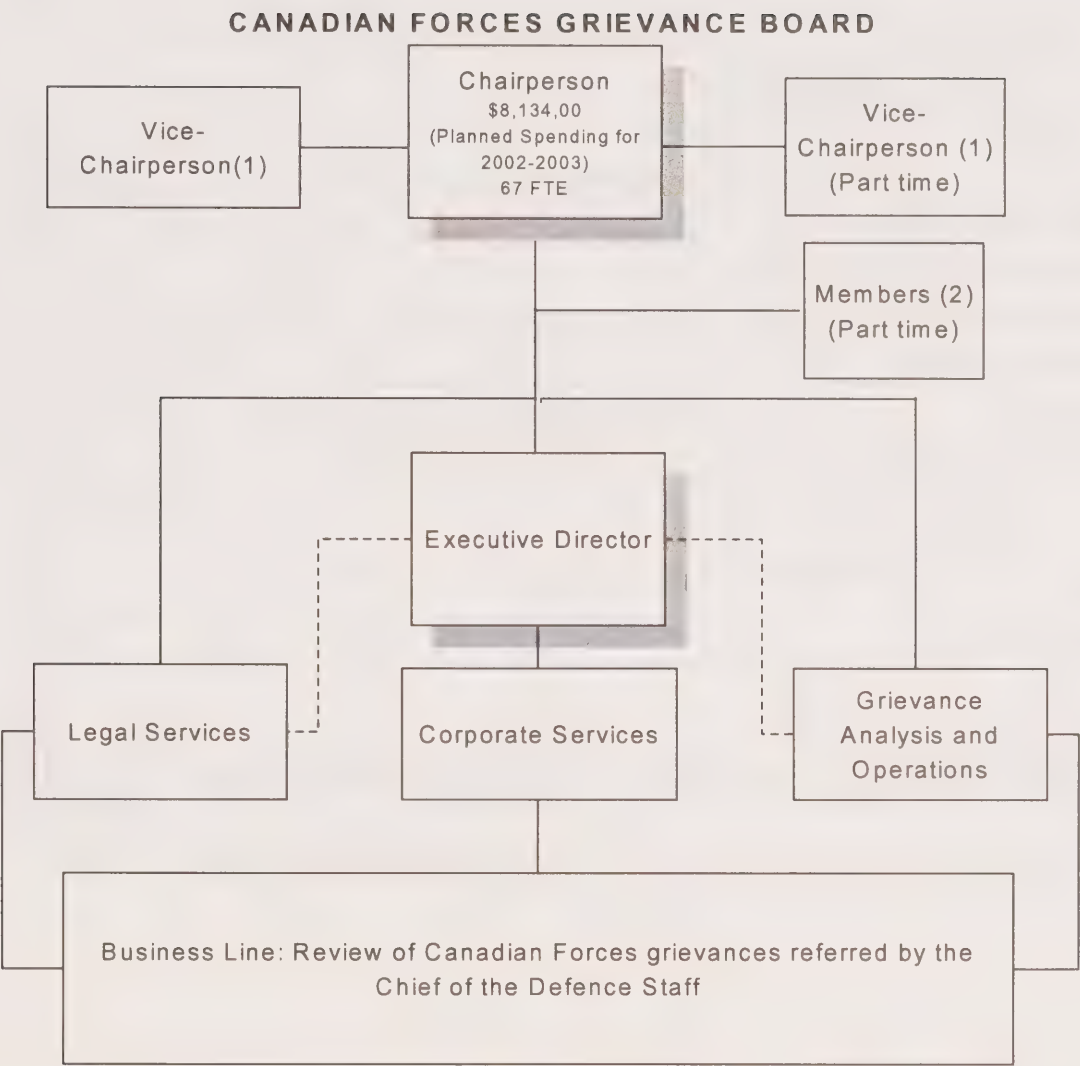 CANADIAN FORCES GRIEVANCE BOARD
Chairperson
$8,134,00
(Planned Spending for
2002-2003)
67 FTE
Vice-
Chairperson(1)
Vice-
Chairperson (1)
(Part time)
Members (2)
(Part time)
Executive Director
Legal Services
Corporate Services
Grievance
Analysis and
Operations
Business Line: Review of Canadian Forces grievances referred by the
Chief of the Defence Staff